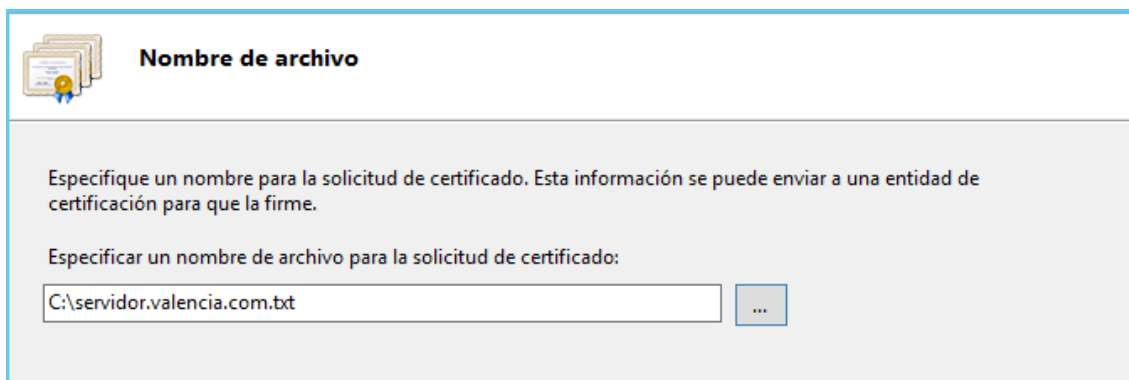 Nombre de archivo
Especifique un nombre para la solicitud de certificado. Esta información se puede enviar a una entidad de
certificación para que la firme.
Especificar un nombre de archivo para la solicitud de certificado:
C:\servidor.valencia.com.txt
...